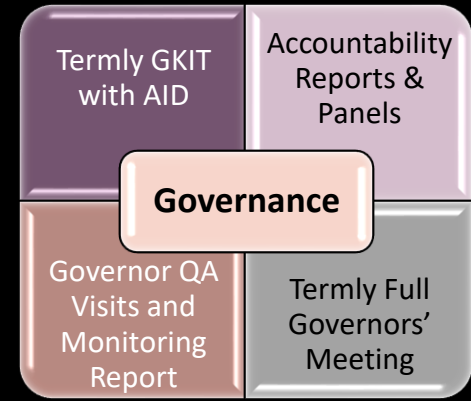 Termly GKIT
with AID
Accountability
Reports &
Panels
Governance
Governor QA
Visits and
Monitoring
Report
Termly Full
Governors’
Meeting